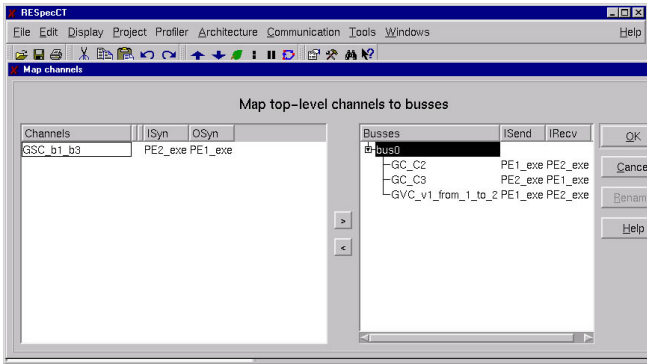 RESpecCT
File Edit Display Project Profiler Architecture Communication Tools Windows Help
Map channels
Map top-level channels to busses
Channels ISyn OSyn
GSC_b1_b3 PE2_exe PE1_exe
>
<
Busses ISend IRecv
bus0
GC_C2 PE1_exe PE2_exe
GC_C3 PE2_exe PE1_exe
GVC_v1_from_1_to_2 PE1_exe PE2_exe
OK
Cance
Renam
Help